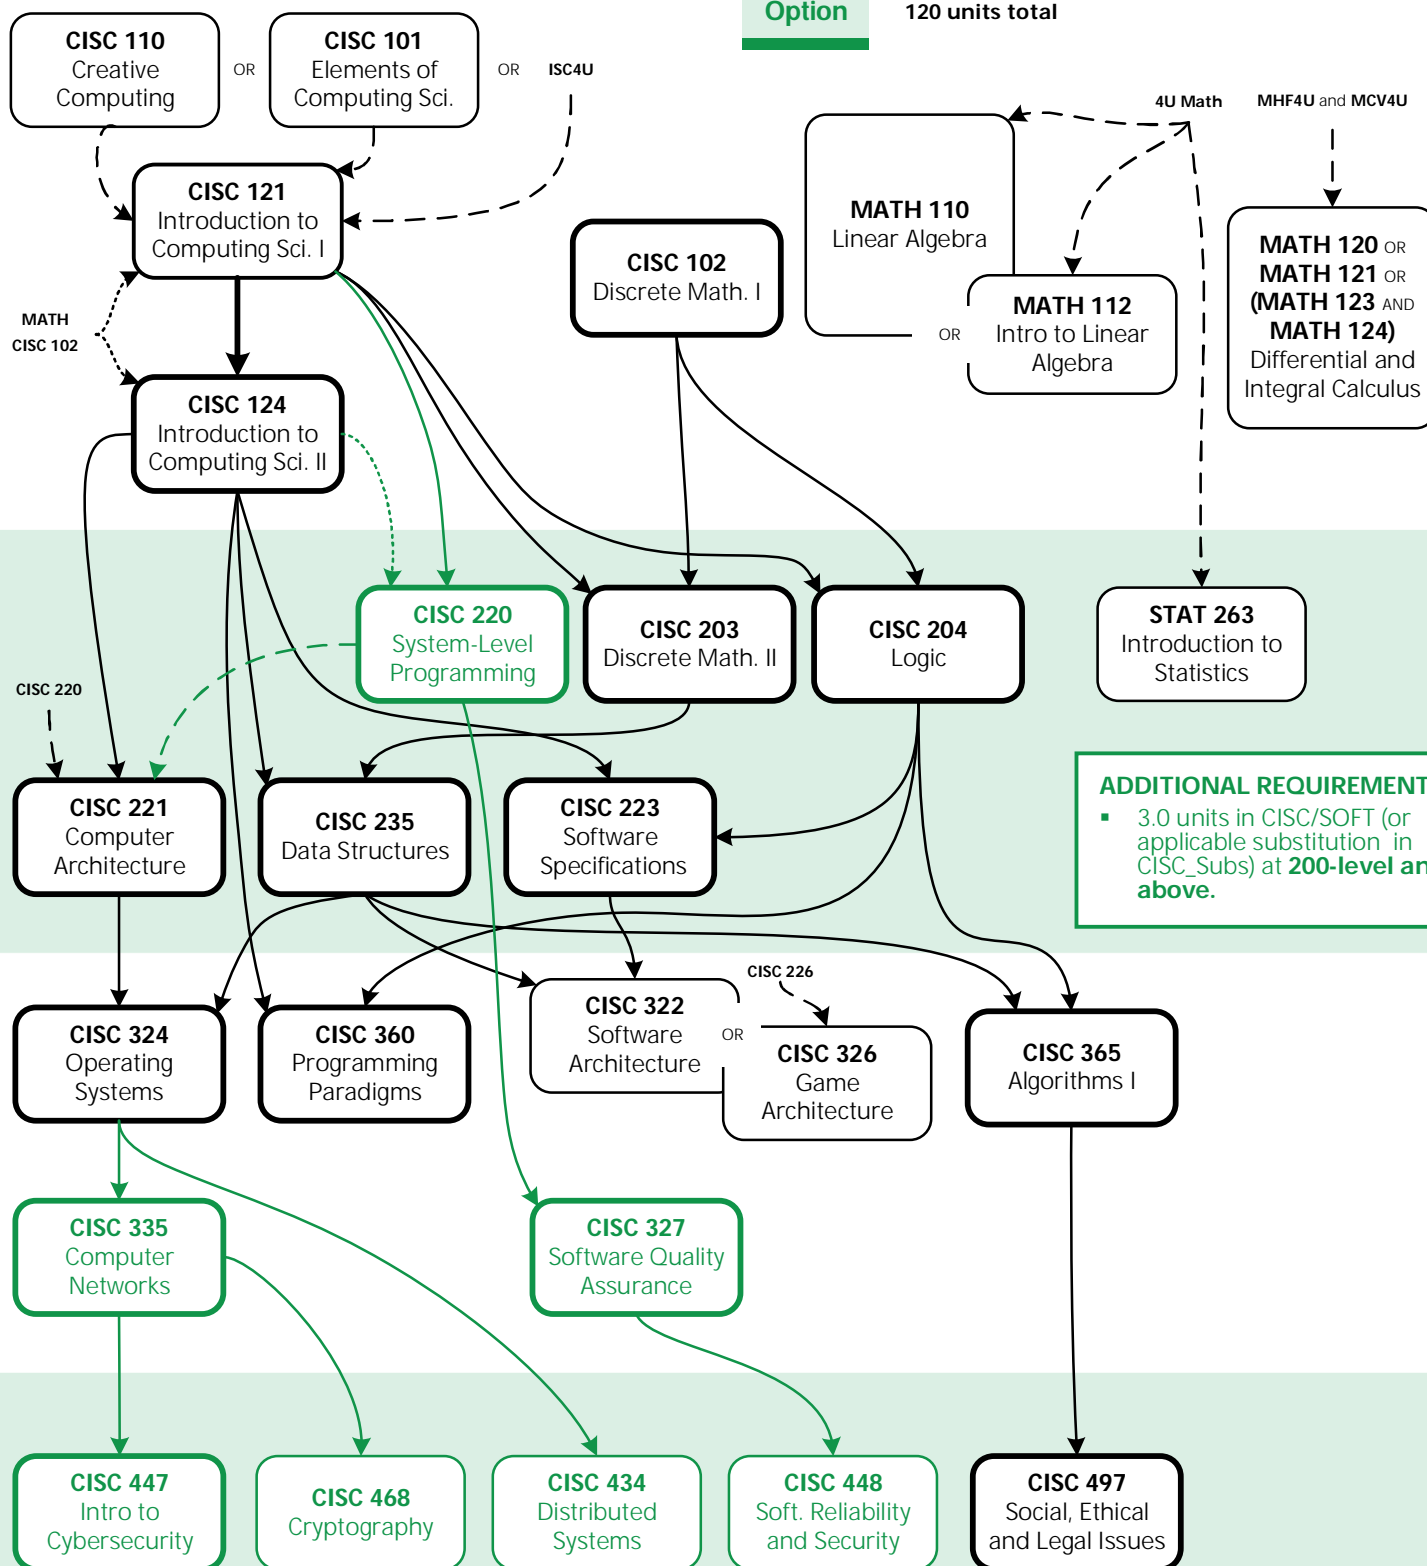 Option
120 units total
CISC 110
Creative
Computing
OR
CISC 101
Elements of
Computing Sci.
OR
ISC4U
4U Math
MHF4U and MCV4U
CISC 121
Introduction to
Computing Sci. I
CISC 102
Discrete Math. I
MATH 110
Linear Algebra
OR
MATH 112
Intro to Linear
Algebra
MATH 120 OR
MATH 121 OR
(MATH 123 AND
MATH 124)
Differential and
Integral Calculus
MATH
CISC 102
CISC 124
Introduction to
Computing Sci. II
CISC 220
System-Level
Programming
CISC 203
Discrete Math. II
CISC 204
Logic
STAT 263
Introduction to
Statistics
CISC 220
CISC 221
Computer
Architecture
CISC 235
Data Structures
CISC 223
Software
Specifications
ADDITIONAL REQUIREMENT
▪ 3.0 units in CISC/SOFT (or
applicable substitution in
CISC_Subs) at 200-level an
above.
CISC 324
Operating
Systems
CISC 360
Programming
Paradigms
CISC 322
Software
Architecture
OR
CISC 226
CISC 326
Game
Architecture
CISC 365
Algorithms I
CISC 335
Computer
Networks
CISC 327
Software Quality
Assurance
CISC 447
Intro to
Cybersecurity
CISC 468
Cryptography
CISC 434
Distributed
Systems
CISC 448
Soft. Reliability
and Security
CISC 497
Social, Ethical
and Legal Issues